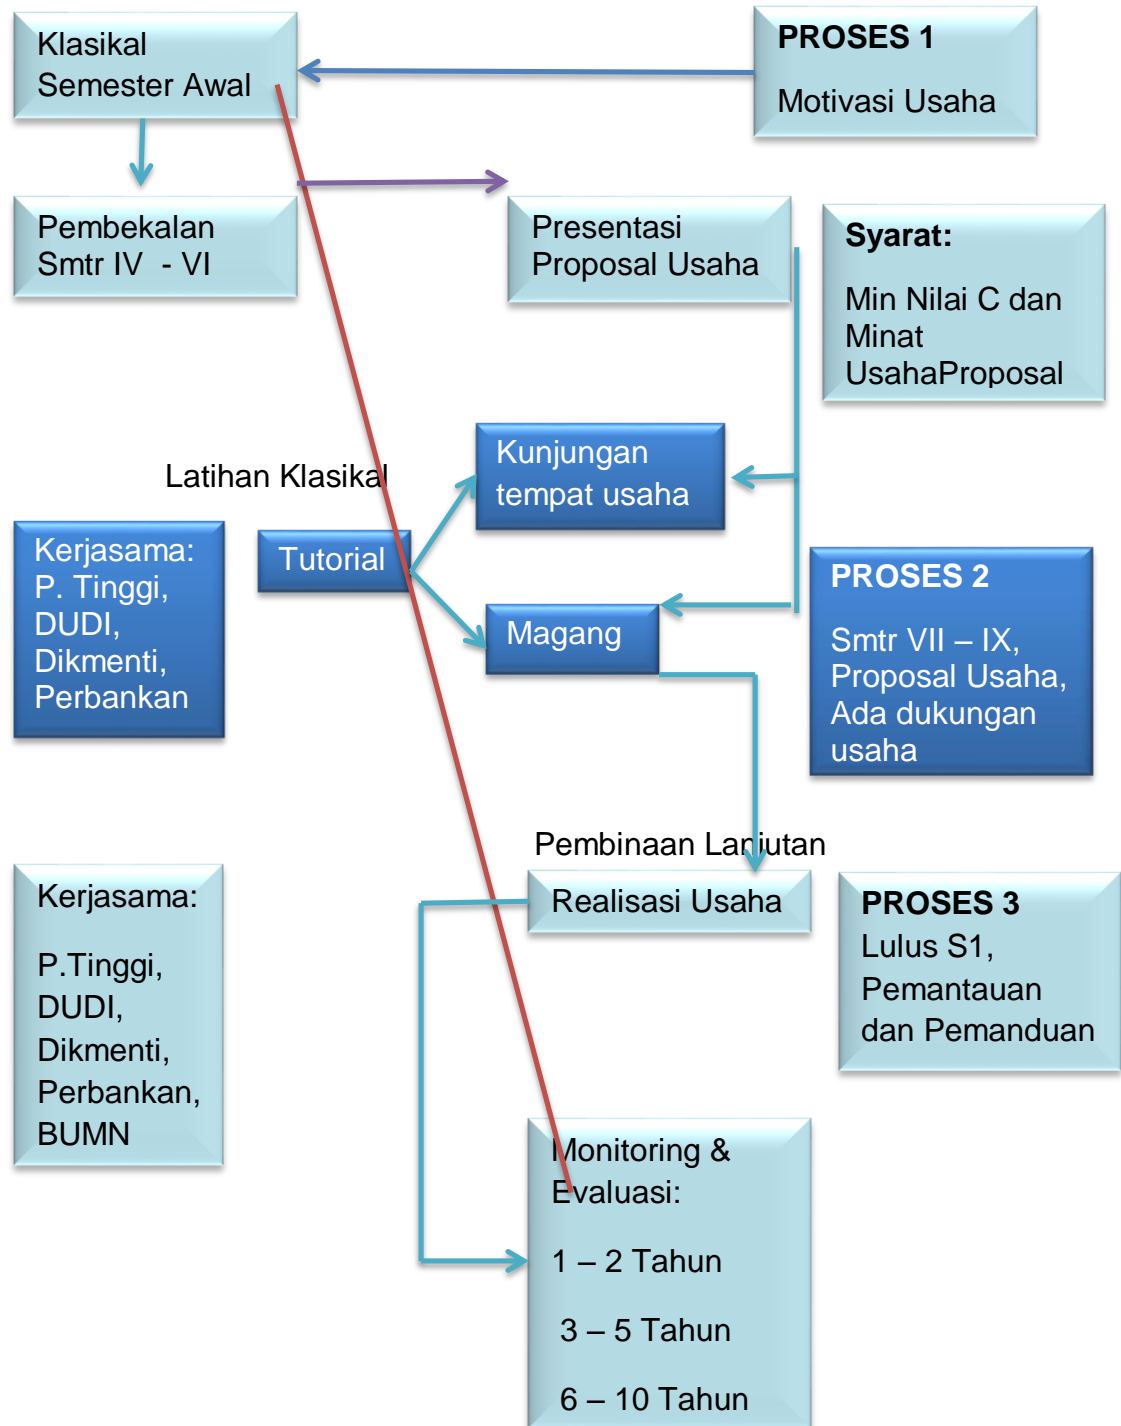 Klasikal
Semester Awal
PROSES 1
Motivasi Usaha
Pembekalan
Smtr IV  - VI
Presentasi
Proposal Usaha
Syarat:
Min Nilai C dan
Minat
UsahaProposal
Latihan Klasikal
Kunjungan
tempat usaha
Kerjasama:
P. Tinggi,
DUDI,
Dikmenti,
Perbankan
Tutorial
Magang
PROSES 2
Smtr VII – IX,
Proposal Usaha,
Ada dukungan
usaha
Pembinaan Lanjutan
Realisasi Usaha
Kerjasama:
P.Tinggi,
DUDI,
Dikmenti,
Perbankan,
BUMN
PROSES 3
Lulus S1,
Pemantauan
dan Pemanduan
Monitoring &
Evaluasi:
1 – 2 Tahun
3 – 5 Tahun
6 – 10 Tahun